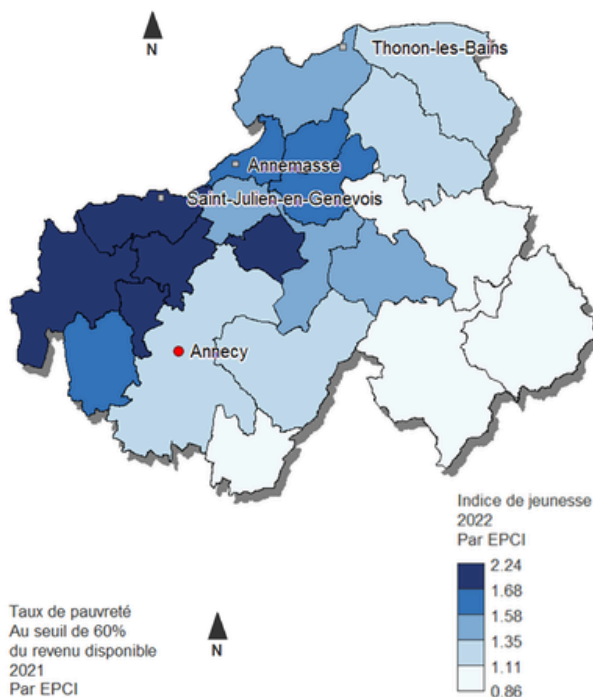 N
Thonon-les-Bains
Annemasse
Saint-Julien-en-Genevois
Annecy
Indice de jeunesse
2022
Par EPCI
2.24
1.68
1.58
1.35
1.11
0.86
Taux de pauvreté
Au seuil de 60%
du revenu disponible
2021
Par EPCI
N